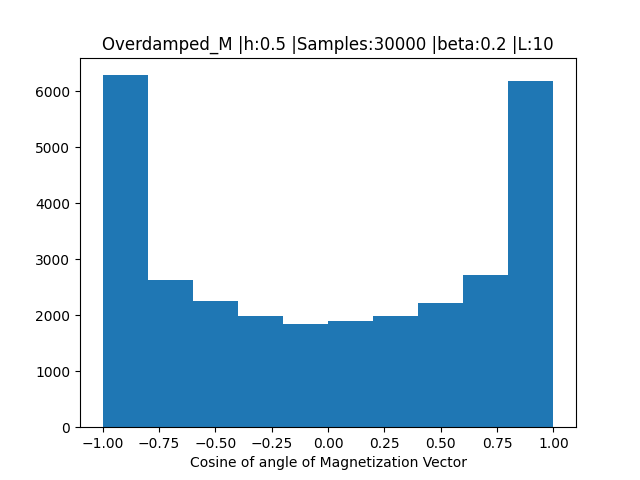 Overdamped_M |h:0.5 |Samples:30000 |beta:0.2 |L:10
6000
5000
4000
3000
2000
1000
0
−1.00 −0.75 −0.50 −0.25 0.00 0.25 0.50 0.75 1.00
Cosine of angle of Magnetization Vector